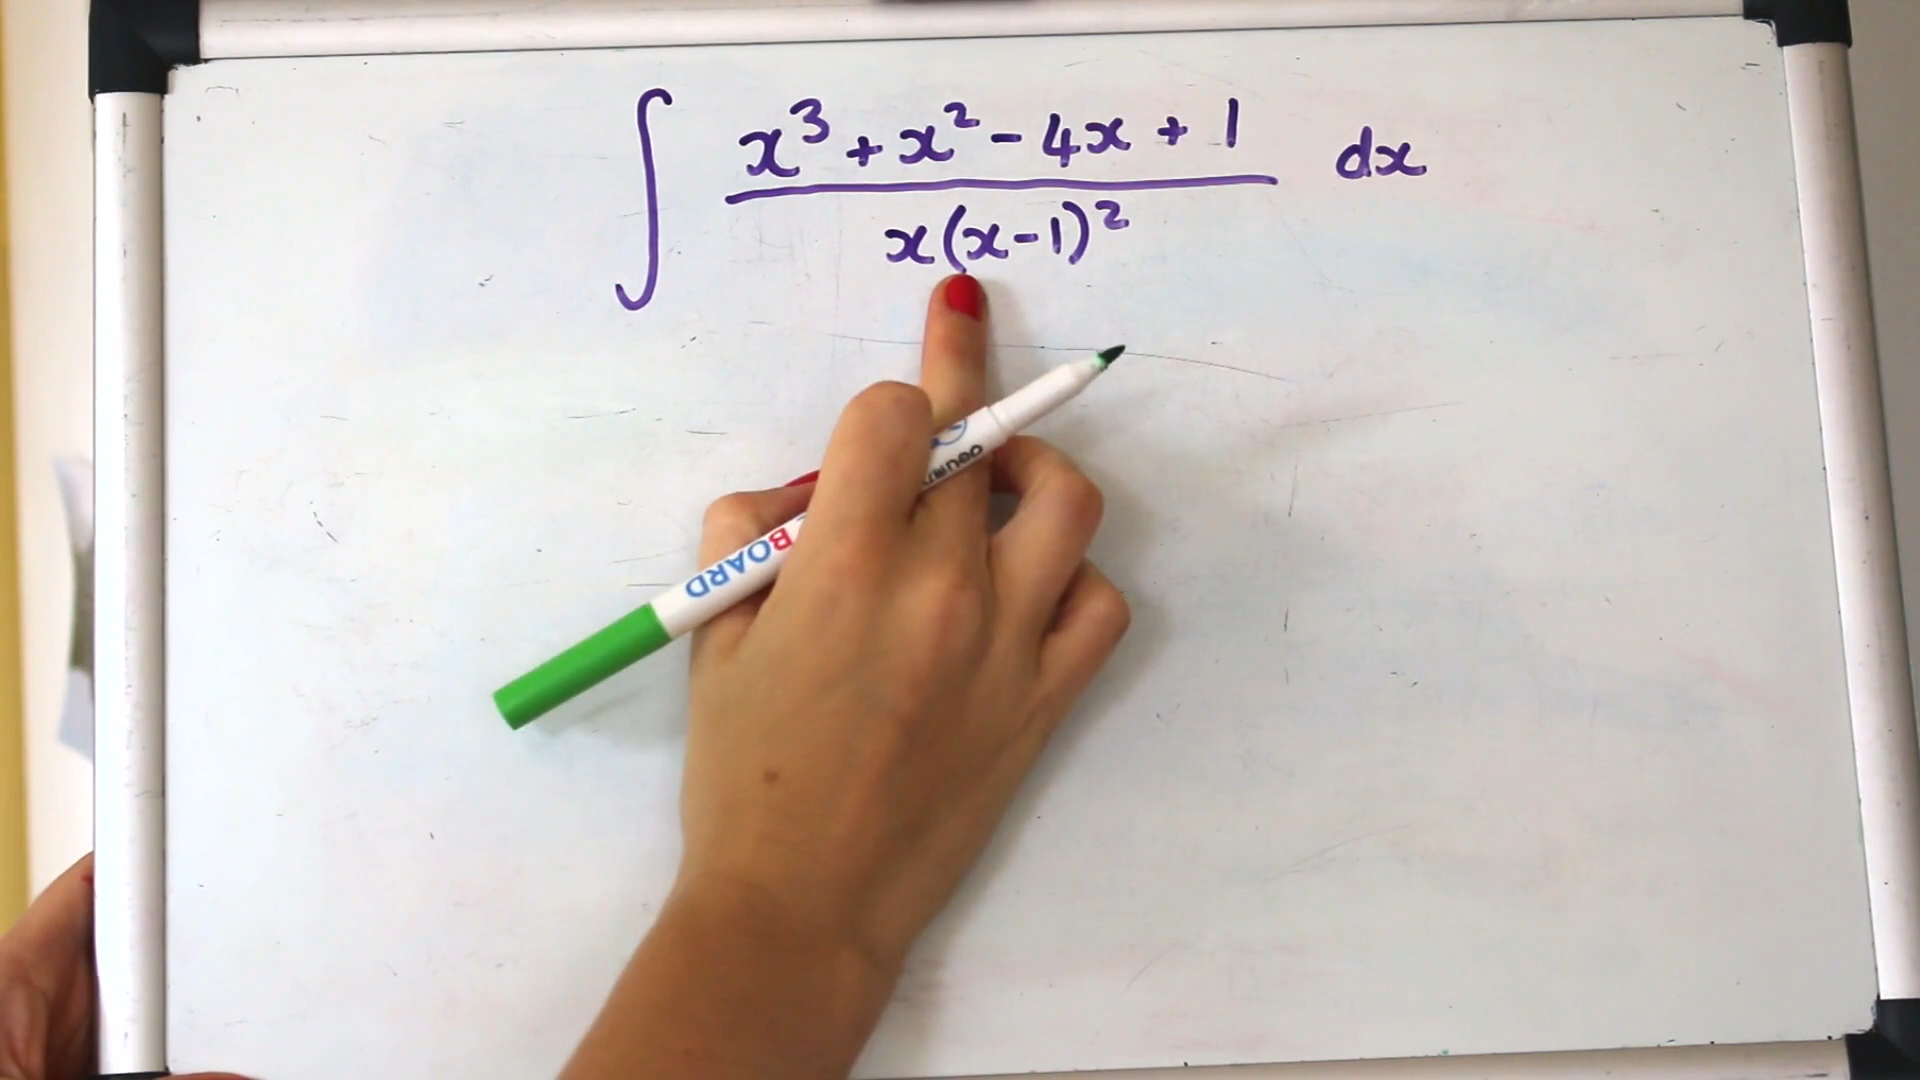 ∫ x³ + x² - 4x + 1 dx
x(x-1)²
BOARD